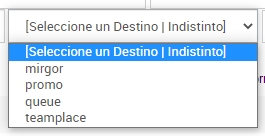 [Seleccione un Destino | Indistinto]
[Seleccione un Destino | Indistinto]
mirgor
promo
queue
teamplace